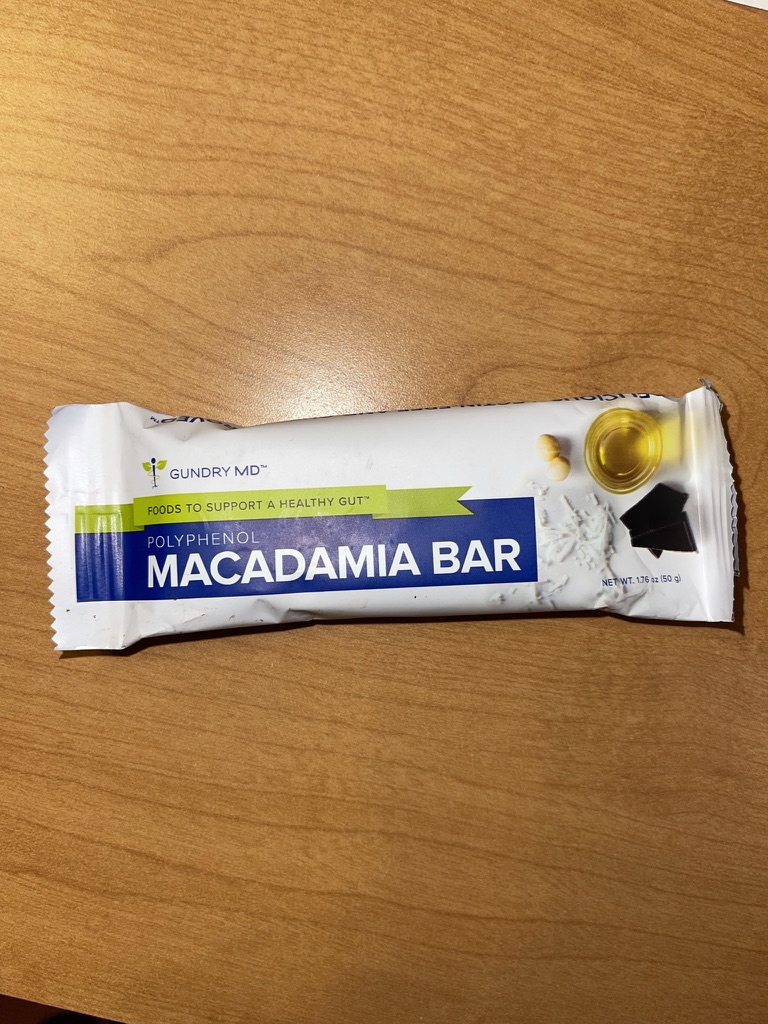 GUNDRY MD™
FOODS TO SUPPORT A HEALTHY GUT™
POLYPHENOL
MACADAMIA BAR
NET WT. 1.76 oz (50 g)